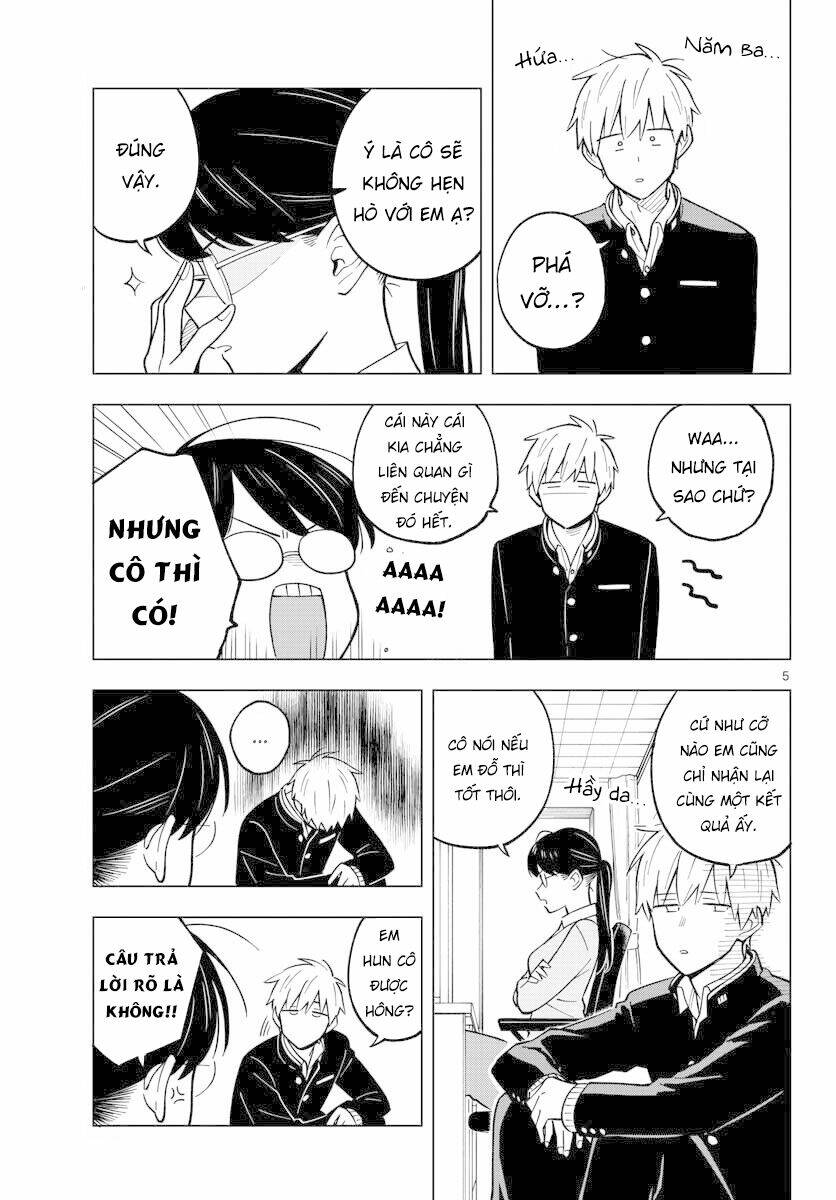 Năm ba...
Hứa...
PHÁ
VỠ...?
Ý LÀ CÔ SẼ
KHÔNG HẸN
HÒ VỚI EM Ạ?
ĐÚNG
VẬY.
WAA...
NHƯNG TẠI
SAO CHỨ?
CÁI NÀY CÁI
KIA CHẲNG
LIÊN QUAN GÌ
ĐẾN CHUYỆN
ĐÓ HẾT.
AAAA
AAAA!
NHƯNG
CÔ THÌ
CÓ!
5
CỨ NHƯ CỠ
NÀO EM CŨNG
CHỈ NHẬN LẠI
CÙNG MỘT KẾT
QUẢ ẤY.
Hầy da...
CÔ NÓI NẾU
EM ĐỖ THÌ
TỐT THÔI.
...
EM
HUN CÔ
ĐƯỢC
HÔNG?
CÂU TRẢ
LỜI RÕ LÀ
KHÔNG!!